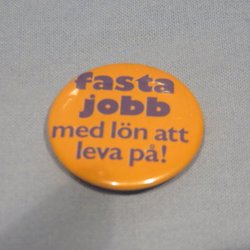 fasta
jobb
med lön att
leva på!